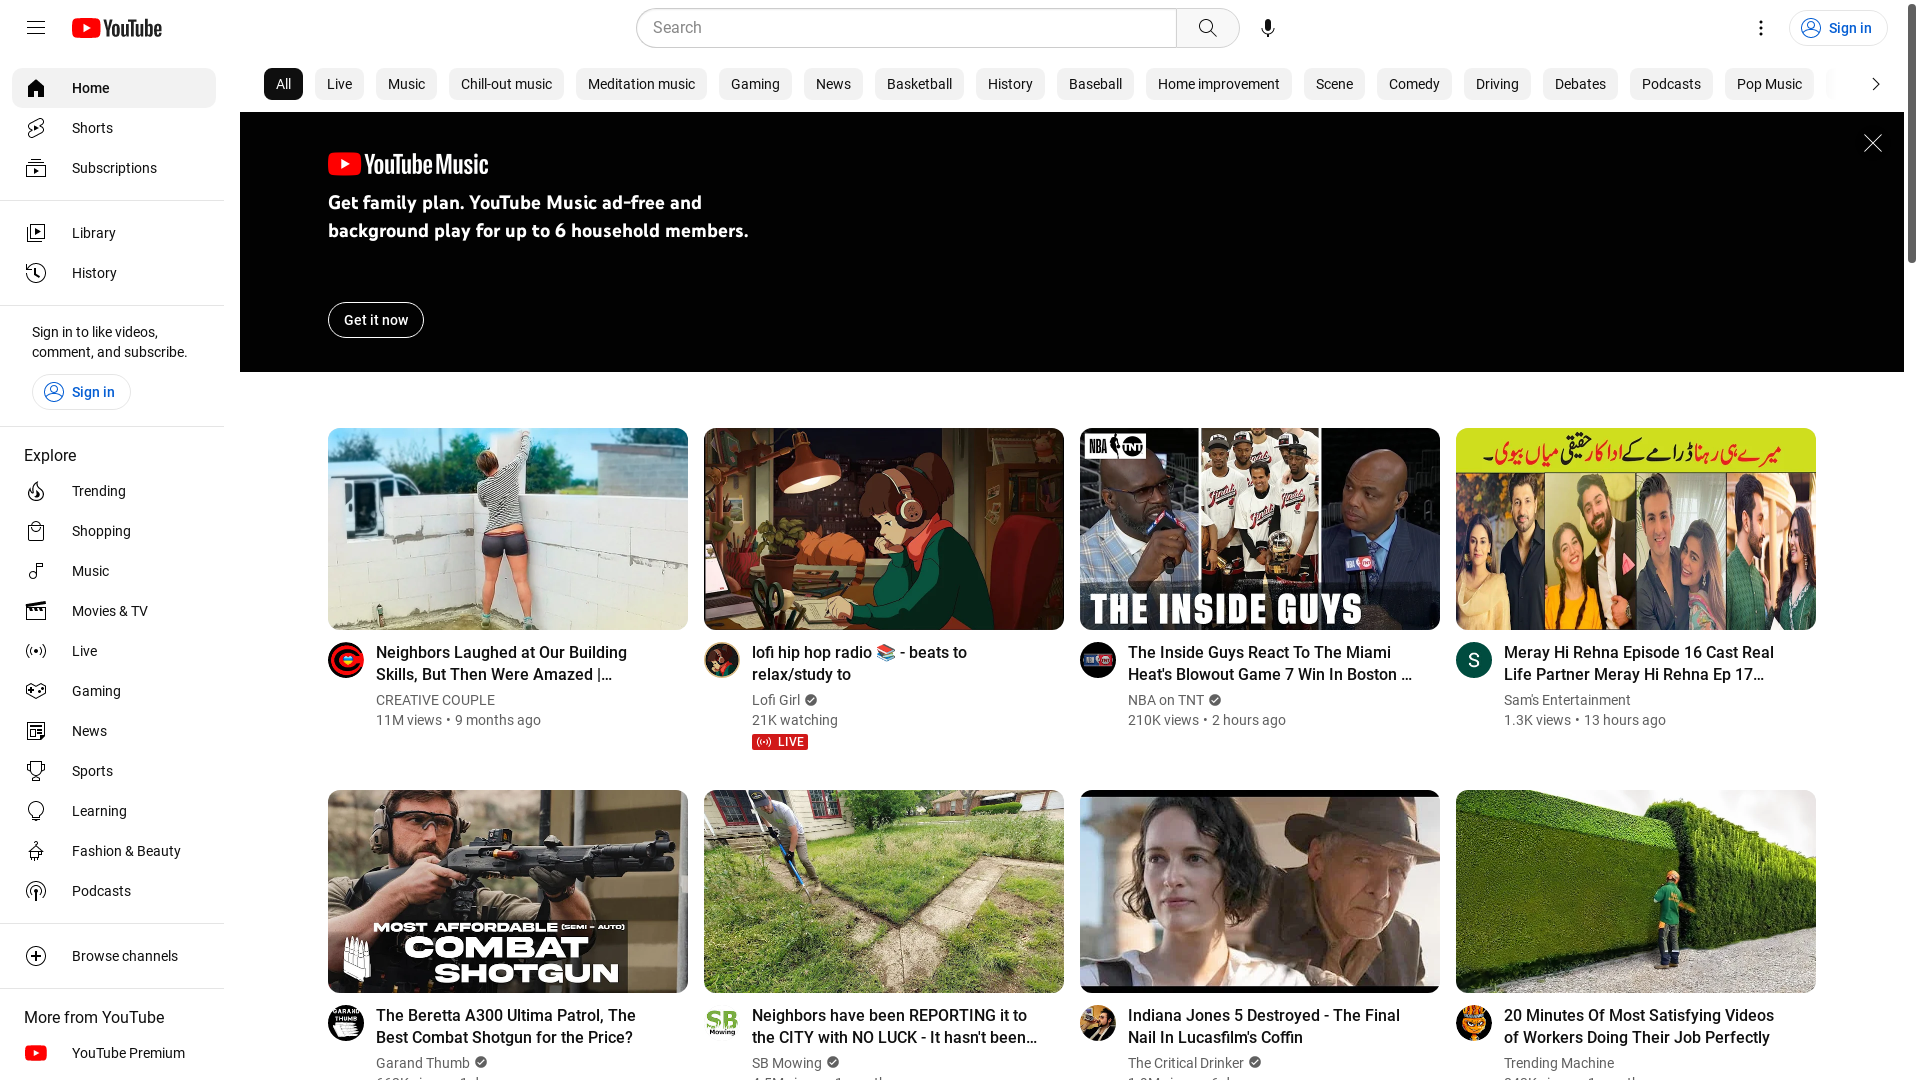 YouTube
Search
Sign in
Home
Shorts
Subscriptions
Library
History
Sign in to like videos,
comment, and subscribe.
Sign in
Explore
Trending
Shopping
Music
Movies & TV
Live
Gaming
News
Sports
Learning
Fashion & Beauty
Podcasts
Browse channels
More from YouTube
YouTube Premium
All
Live
Music
Chill-out music
Meditation music
Gaming
News
Basketball
History
Baseball
Home improvement
Scene
Comedy
Driving
Debates
Podcasts
Pop Music
YouTube Music
Get family plan. YouTube Music ad-free and
background play for up to 6 household members.
Get it now
Neighbors Laughed at Our Building
Skills, But Then Were Amazed |...
CREATIVE COUPLE
11M views • 9 months ago
lofi hip hop radio 📚 - beats to
relax/study to
Lofi Girl
21K watching
LIVE
NBA TNT
THE INSIDE GUYS
The Inside Guys React To The Miami
Heat's Blowout Game 7 Win In Boston ...
NBA on TNT
210K views • 2 hours ago
میرے ہی رہنا ڈرامے کے اداکار حقیقی میاں بیوی۔
S
Meray Hi Rehna Episode 16 Cast Real
Life Partner Meray Hi Rehna Ep 17...
Sam's Entertainment
1.3K views • 13 hours ago
MOST AFFORDABLE (SEMI - AUTO)
COMBAT
SHOTGUN
GARAND
THUMB
The Beretta A300 Ultima Patrol, The
Best Combat Shotgun for the Price?
Garand Thumb
SB
Mowing
Neighbors have been REPORTING it to
the CITY with NO LUCK - It hasn't been...
SB Mowing
Indiana Jones 5 Destroyed - The Final
Nail In Lucasfilm's Coffin
The Critical Drinker
20 Minutes Of Most Satisfying Videos
of Workers Doing Their Job Perfectly
Trending Machine